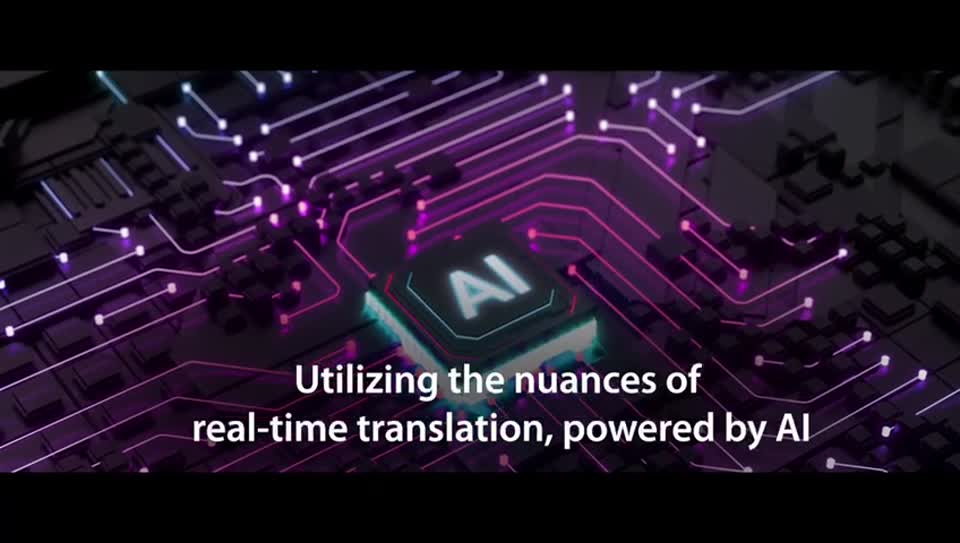 AI
Utilizing the nuances of
real-time translation, powered by AI